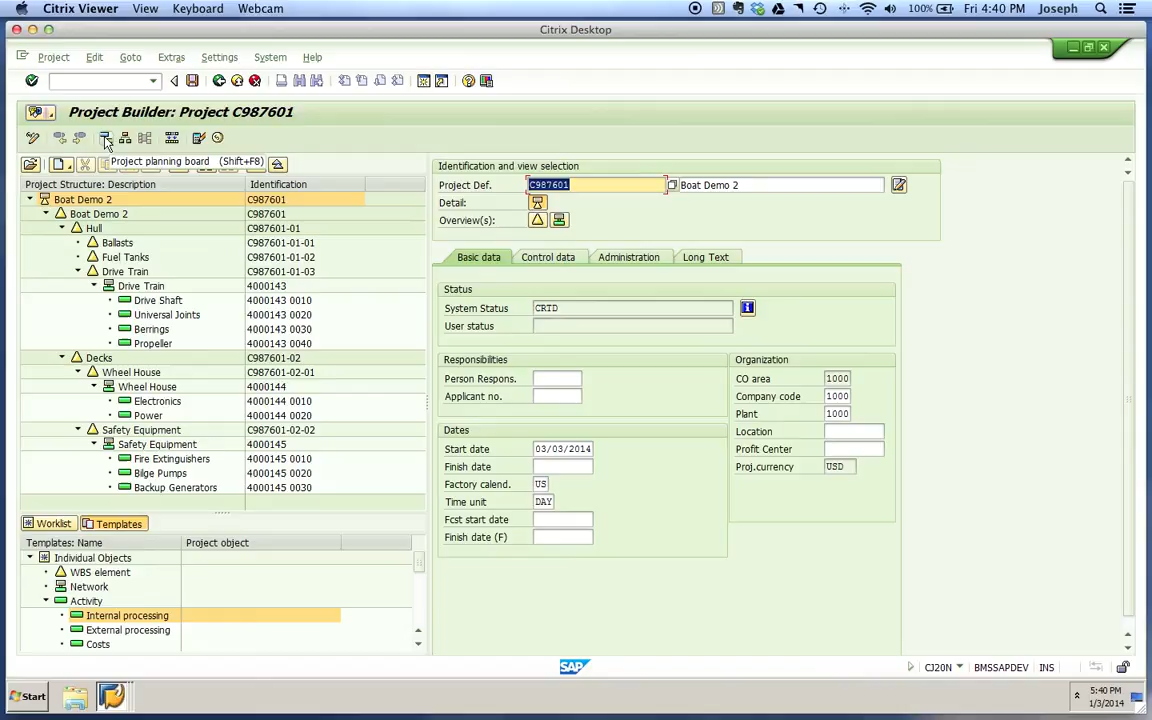 Citrix Viewer View Keyboard Webcam 100% Fri 4:40 PM Joseph
Citrix Desktop
Project Edit Goto Extras Settings System Help
Project Builder: Project C987601
Project planning board (Shift+F8)
Project Structure: Description Identification
Boat Demo 2 C987601
Boat Demo 2 C987601
Hull C987601-01
Ballasts C987601-01-01
Fuel Tanks C987601-01-02
Drive Train C987601-01-03
Drive Train 4000143
Drive Shaft 4000143 0010
Universal Joints 4000143 0020
Berrings 4000143 0030
Propeller 4000143 0040
Decks C987601-02
Wheel House C987601-02-01
Wheel House 4000144
Electronics 4000144 0010
Power 4000144 0020
Safety Equipment C987601-02-02
Safety Equipment 4000145
Fire Extinguishers 4000145 0010
Bilge Pumps 4000145 0020
Backup Generators 4000145 0030
Worklist Templates
Templates: Name Project object
Individual Objects
WBS element
Network
Activity
Internal processing
External processing
Costs
Identification and view selection
Project Def. C987601 Boat Demo 2
Detail:
Overview(s):
Basic data Control data Administration Long Text
Status
System Status CRTD
User status
Responsibilities
Person Respons.
Applicant no.
Organization
CO area 1000
Company code 1000
Plant 1000
Location
Profit Center
Proj.currency USD
Dates
Start date 03/03/2014
Finish date
Factory calend. US
Time unit DAY
Fcst start date
Finish date (F)
SAP CJ20N BMSSAPDEV INS
Start 5:40 PM
1/3/2014